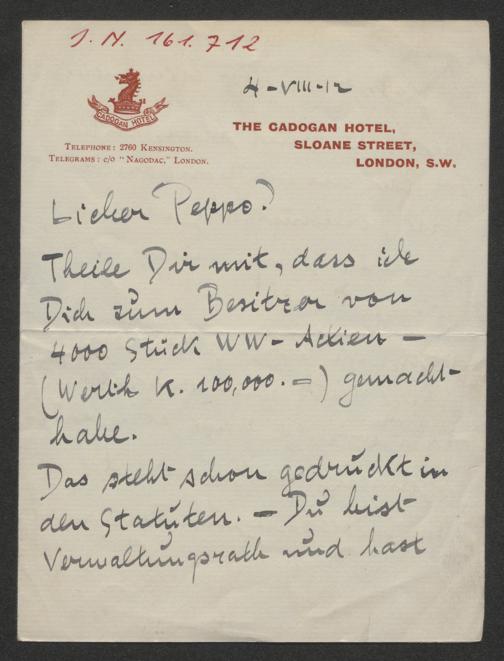 J. N. 161.712
4-VIII-12
CADOGAN HOTEL
TELEPHONE: 2760 KENSINGTON.
TELEGRAMS: C/O "NAGODAC," LONDON.
THE CADOGAN HOTEL,
SLOANE STREET,
LONDON, S.W.
Lieber Peppo!
Theile Dir mit, dass ich
Dich zum Besitzer von
4000 Stück WW-Actien -
(Werth K. 100,000.-) gemacht
habe.
Das steht schon gedruckt in
den Statuten. - Du bist
Verwaltungsrath und hast